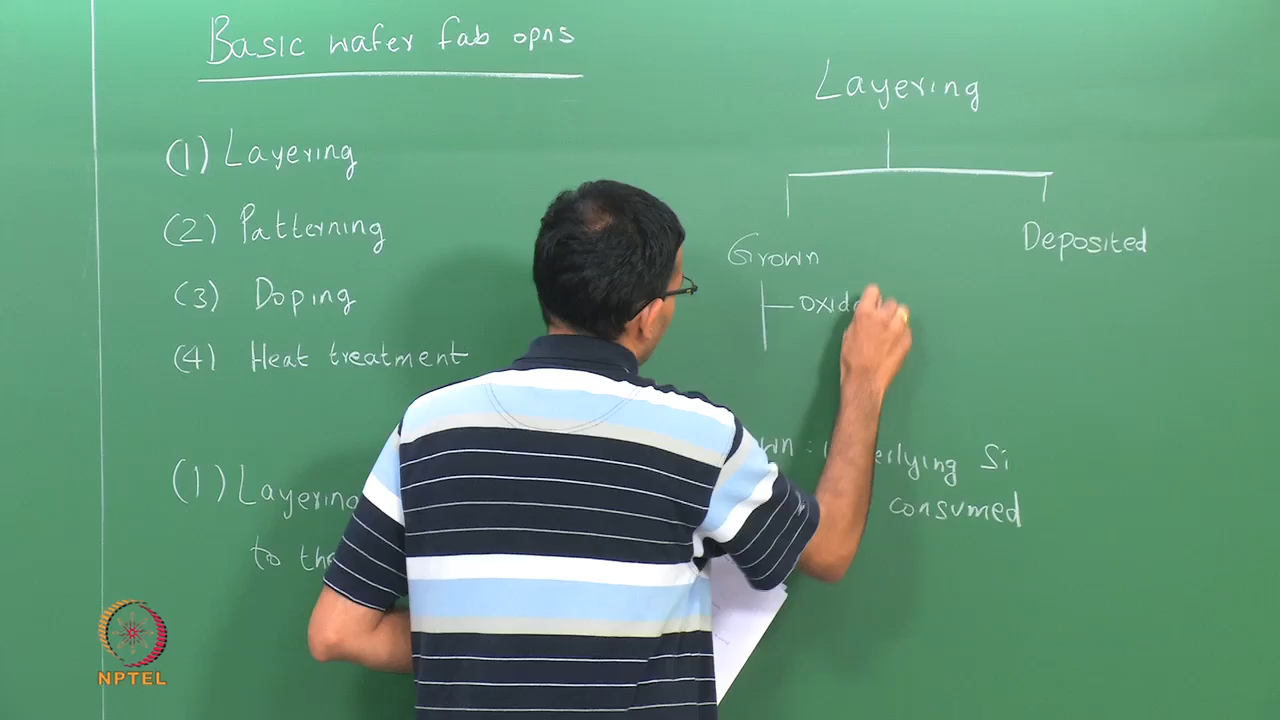 Basic wafer fab opns
(1) Layering
(2) Patterning
(3) Doping
(4) Heat treatment
(1) Layering
to the
Layering
Grown
Deposited
Si
consumed
NPTEL